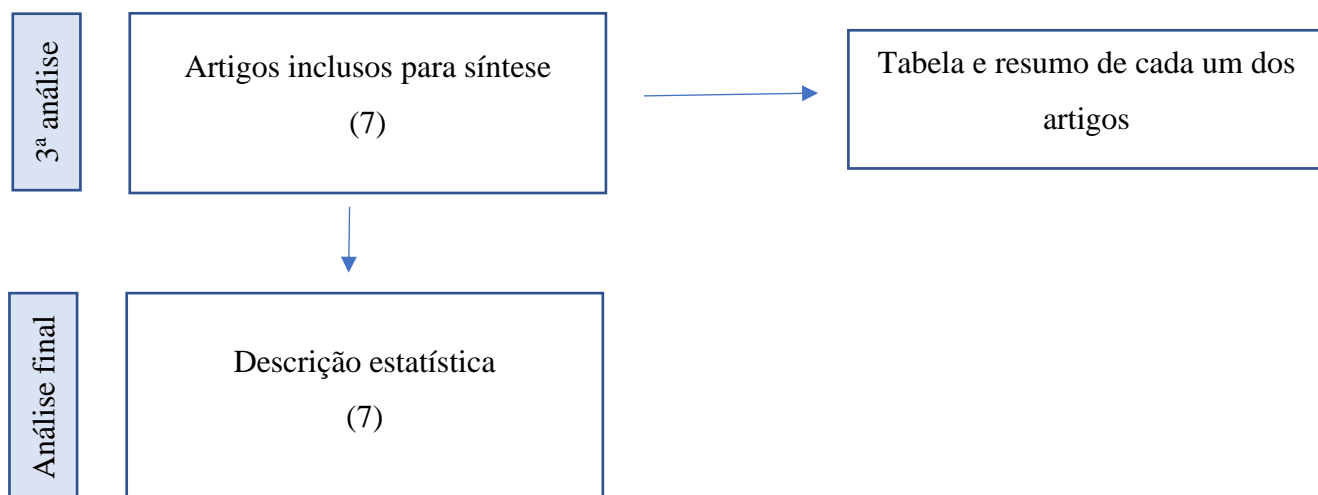 3ª análise
Artigos inclusos para síntese
(7)
Tabela e resumo de cada um dos
artigos
Análise final
Descrição estatística
(7)